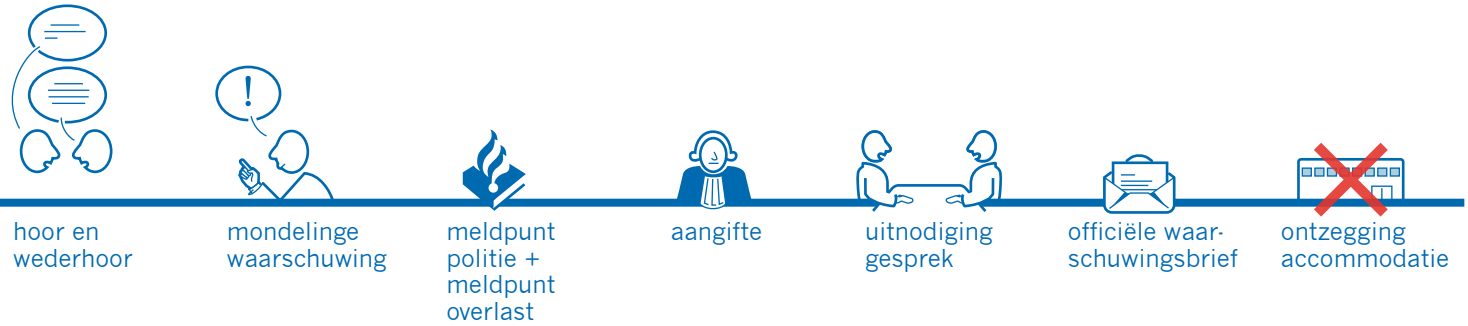 !
hoor en
wederhoor
mondelinge
waarschuwing
meldpunt
politie +
meldpunt
overlast
aangifte
uitnodiging
gesprek
officiële waar-
schuwingsbrief
ontzegging
accommodatie